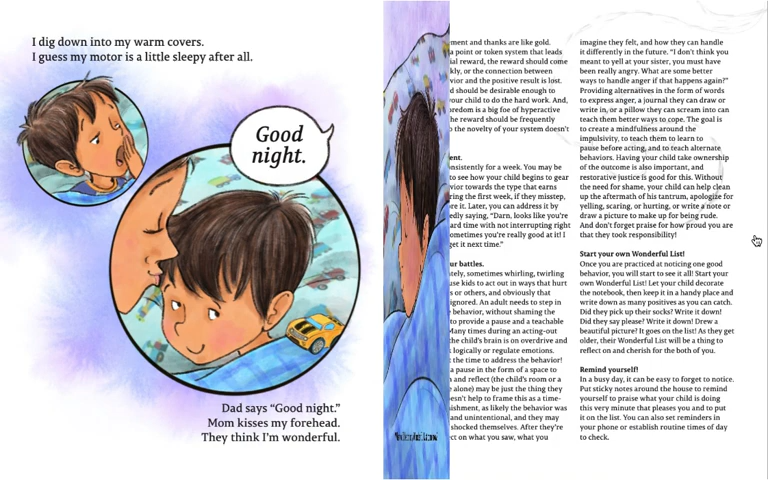 I dig down into my warm covers.
I guess my motor is a little sleepy after all.
Good
night.
Dad says “Good night.”
Mom kisses my forehead.
They think I’m wonderful.
ment and thanks are like gold.
a point or token system that leads
ial reward, the reward should come
kly, or the connection between
vior and the positive result is lost.
d should be desirable enough to
your child to do the hard work. And,
redom is a big foe of hyperactive
he reward should be frequently
o the novelty of your system doesn’t
ent.
onsistently for a week. You may be
to see how your child begins to gear
vior towards the type that earns
ring the first week, if they misstep,
re it. Later, you can address it by
edly saying, “Darn, looks like you’re
ard time with not interrupting right
ometimes you’re really good at it! I
get it next time.”
ur battles.
ately, sometimes whirling, twirling
use kids to act out in ways that hurt
s or others, and obviously that
ignored. An adult needs to step in
e behavior, without shaming the
to provide a pause and a teachable
Many times during an acting-out
the child’s brain is on overdrive and
t logically or regulate emotions.
t the time to address the behavior!
a pause in the form of a space to
n and reflect (the child’s room or a
e alone) may be just the thing they
esn’t help to frame this as a time-
ishment, as likely the behavior was
and unintentional, and they may
shocked themselves. After they’re
ect on what you saw, what you
imagine they felt, and how they can handle
it differently in the future. “I don’t think you
meant to yell at your sister, you must have
been really angry. What are some better
ways to handle anger if that happens again?”
Providing alternatives in the form of words
to express anger, a journal they can draw or
write in, or a pillow they can scream into can
teach them better ways to cope. The goal is
to create a mindfulness around the
impulsivity, to teach them to learn to
pause before acting, and to teach alternate
behaviors. Having your child take ownership
of the outcome is also important, and
restorative justice is good for this. Without
the need for shame, your child can help clean
up the aftermath of his tantrum, apologize for
yelling, scaring, or hurting, or write a note or
draw a picture to make up for being rude.
And don’t forget praise for how proud you are
that they took responsibility!
Start your own Wonderful List!
Once you are practiced at noticing one good
behavior, you will start to see it all! Start your
own Wonderful List! Let your child decorate
the notebook, then keep it in a handy place and
write down as many positives as you can catch.
Did they pick up their socks? Write it down!
Did they say please? Write it down! Drew a
beautiful picture? It goes on the list! As they get
older, their Wonderful List will be a thing to
reflect on and cherish for the both of you.
Remind yourself!
In a busy day, it can be easy to forget to notice.
Put sticky notes around the house to remind
yourself to praise what your child is doing
this very minute that pleases you and to put
it on the list. You can also set reminders in
your phone or establish routine times of day
to check.